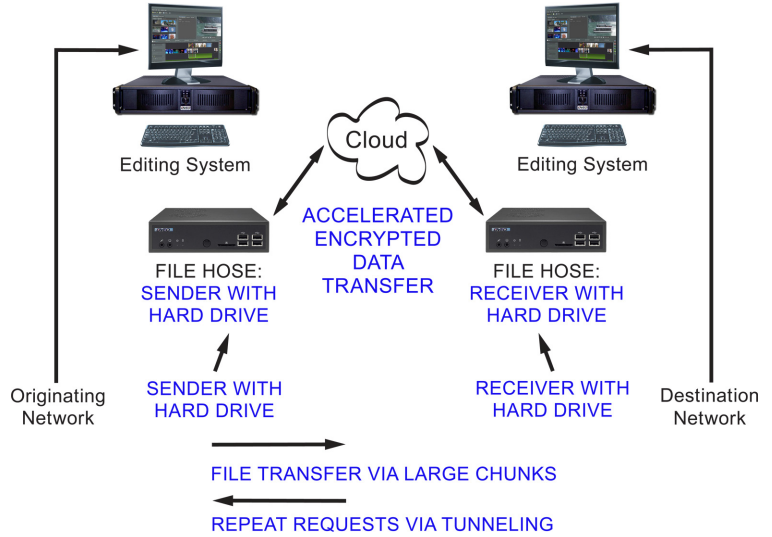 Editing System
Editing System
Cloud
ACCELERATED
ENCRYPTED
DATA
TRANSFER
FILE HOSE:
SENDER WITH
HARD DRIVE
FILE HOSE:
RECEIVER WITH
HARD DRIVE
Originating
Network
SENDER WITH
HARD DRIVE
RECEIVER WITH
HARD DRIVE
Destination
Network
FILE TRANSFER VIA LARGE CHUNKS
REPEAT REQUESTS VIA TUNNELING